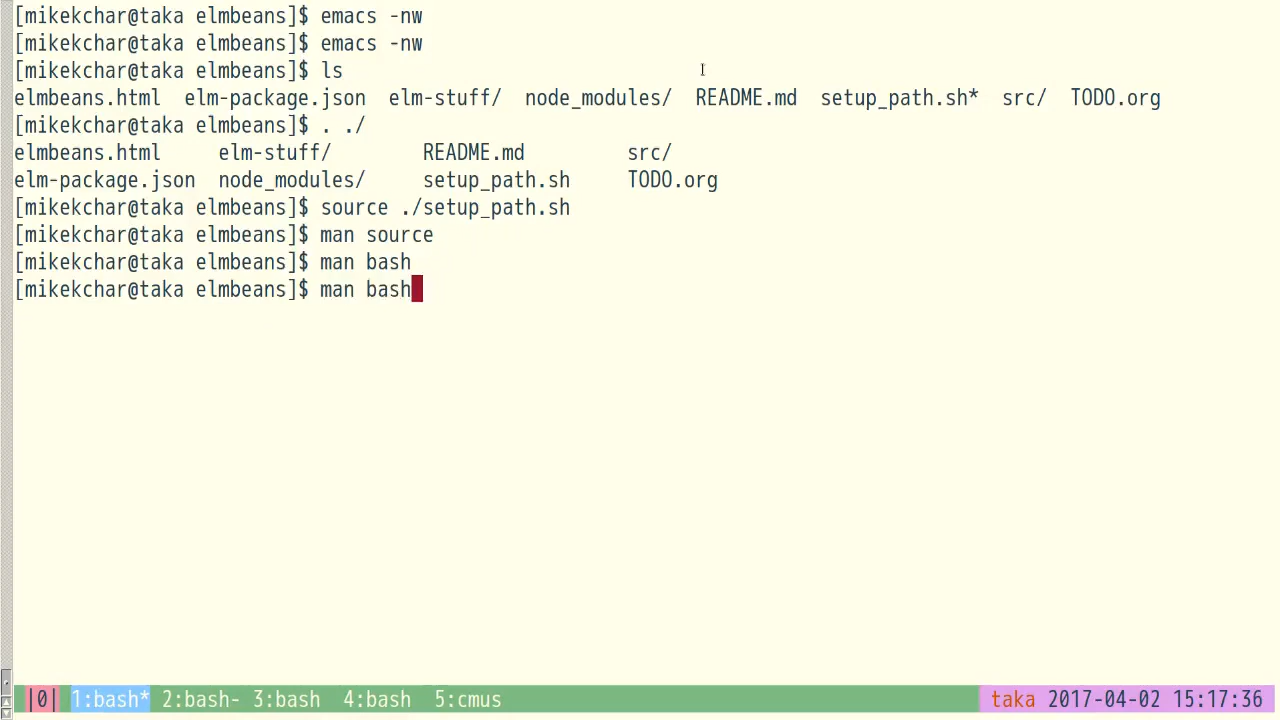 [mikekchar@taka elmbeans]$ emacs -nw
[mikekchar@taka elmbeans]$ emacs -nw
[mikekchar@taka elmbeans]$ ls
elmbeans.html  elm-package.json  elm-stuff/  node_modules/  README.md  setup_path.sh*  src/  TODO.org
[mikekchar@taka elmbeans]$ . ./
elmbeans.html     elm-stuff/        README.md         src/
elm-package.json  node_modules/     setup_path.sh     TODO.org
[mikekchar@taka elmbeans]$ source ./setup_path.sh
[mikekchar@taka elmbeans]$ man source
[mikekchar@taka elmbeans]$ man bash
[mikekchar@taka elmbeans]$ man bash
|0| 1:bash* 2:bash- 3:bash  4:bash  5:cmus taka 2017-04-02 15:17:36